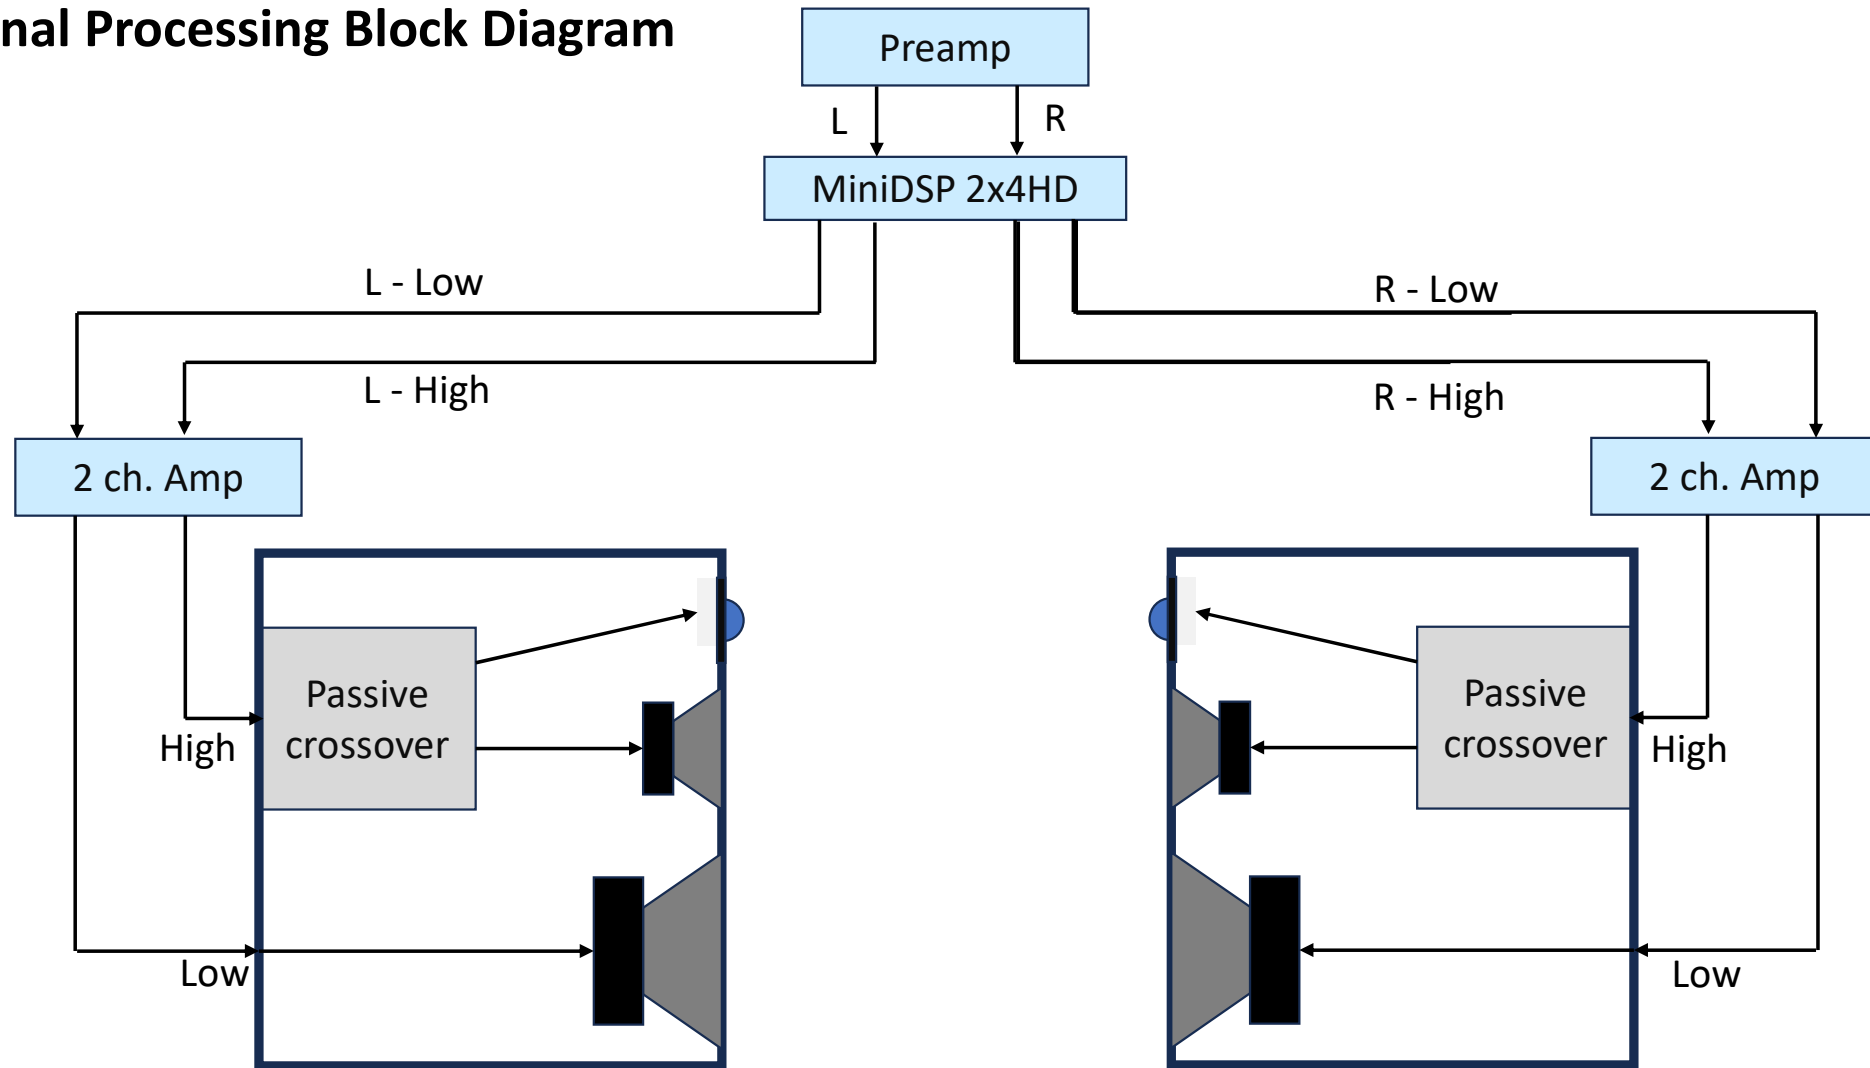 nal Processing Block Diagram
Preamp
L
R
MiniDSP 2x4HD
L - Low
R - Low
L - High
R - High
2 ch. Amp
2 ch. Amp
Passive
crossover
Passive
crossover
High
High
Low
Low